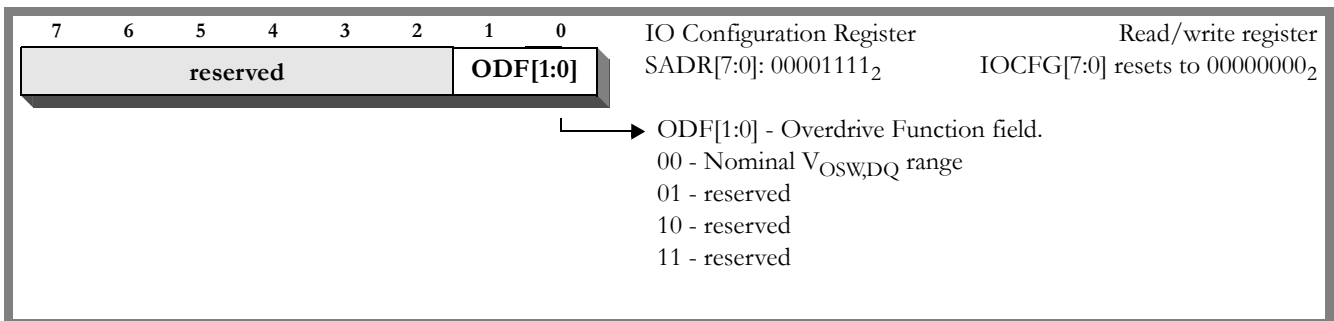 7 6 5 4 3 2 1 0
IO Configuration Register Read/write register
reserved ODF[1:0]
SADR[7:0]: 00001111₂ IOCFG[7:0] resets to 00000000₂
ODF[1:0] - Overdrive Function field.
00 - Nominal V_OSW,DQ range
01 - reserved
10 - reserved
11 - reserved